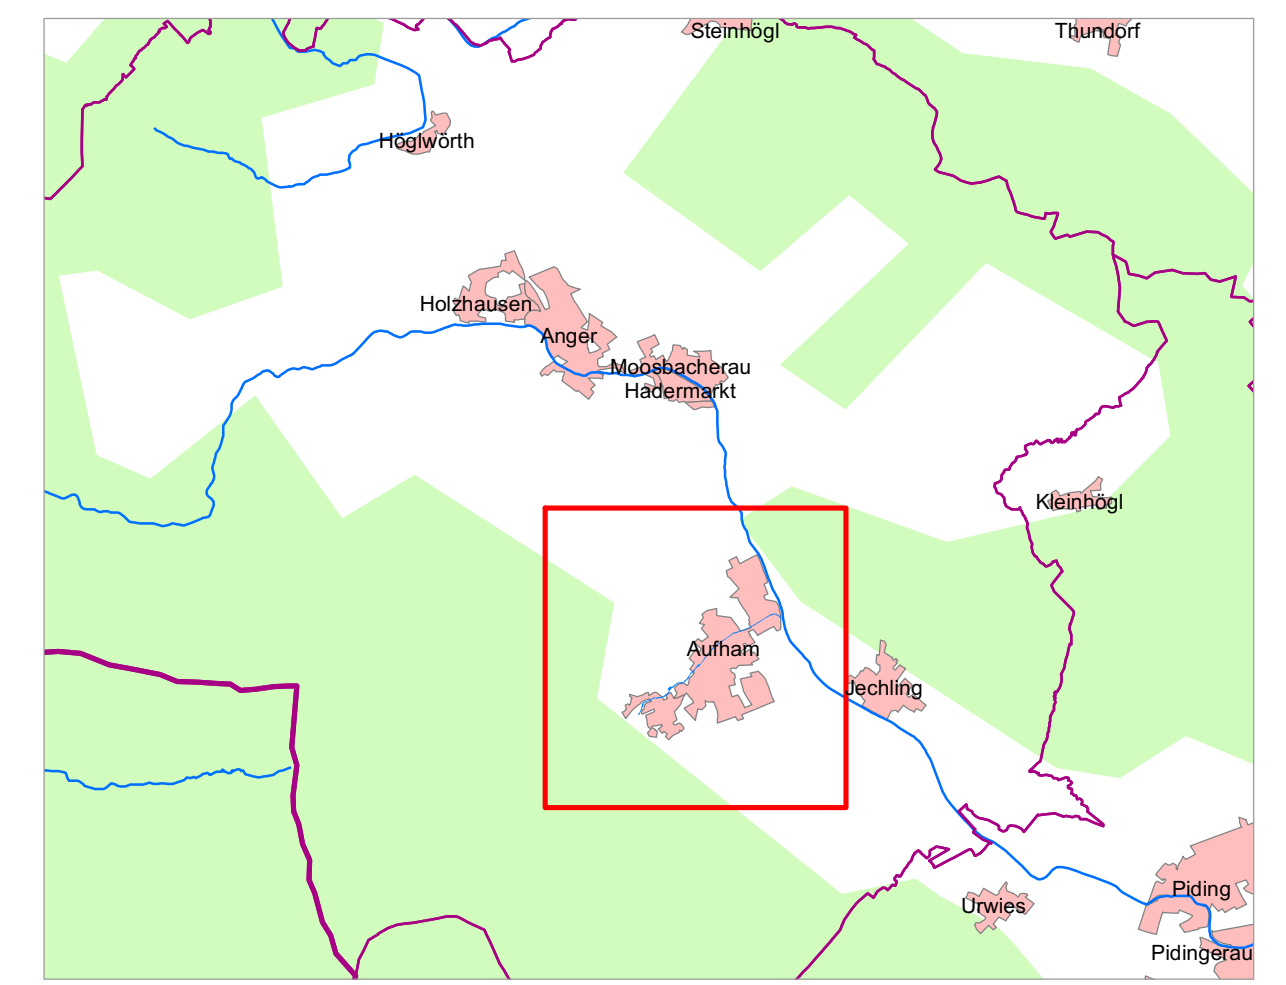 Steinhögl
Thundorf
Höglwörth
Holzhausen
Anger
Moosbacherau
Hadermarkt
Kleinhögl
Aufham
Jechling
Piding
Urwies
Pidingerau